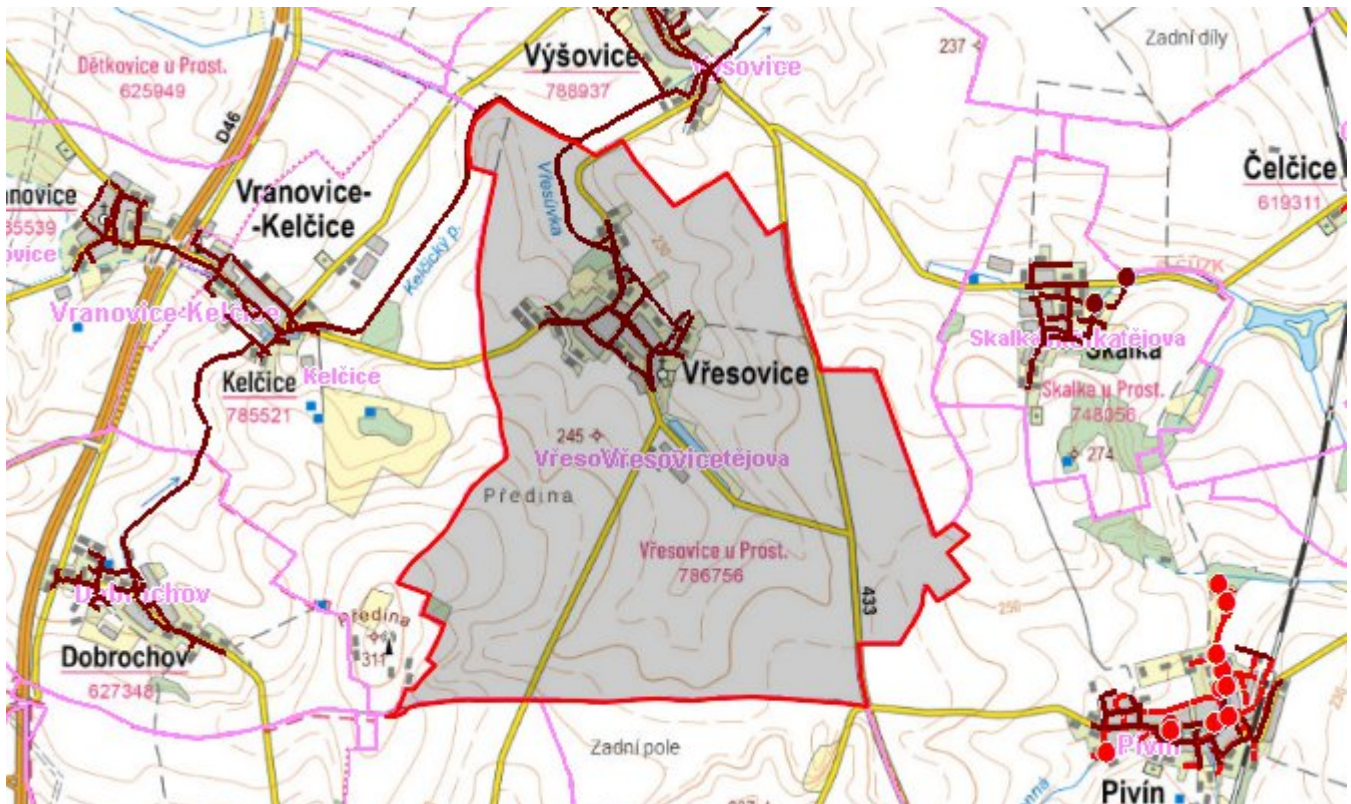 Výšovice
788937
237
Zadní díly
Dětkovice u Prost.
625949
D46
Vranovice-
-Kelčice
Čelčice
619311
Vřesůvka
230
Kelčický p.
ČÚZK
Vranovice-Kelčice
Skalka
Skalka u Prost.
748056
Kelčice
Kelčice
785521
Vřesovice
245
Vřesovice
274
Předina
Vřesovice u Prost.
786756
433
250
Předina
311
Dobrochov
627348
Zadní pole
Pivín
Pivín